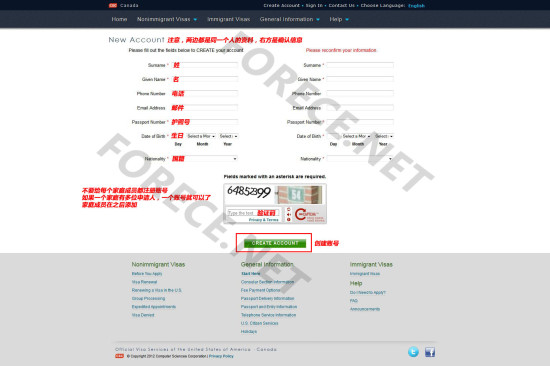 Canada
Create Account • Sign In • Contact Us • Choose Language: English
Home Nonimmigrant Visas Immigrant Visas General Information Help
New Account 注意，两边都是同一个人的资料，右方是确认信息
Please fill out the fields below to CREATE your account Please reconfirm your information.
Surname * 姓 Surname *
Given Name * 名 Given Name *
Phone Number 电话 Phone Number
Email Address 邮件 Email Address
Passport Number * 护照号 Passport Number *
Date of Birth * 生日 Select a Mor Select Date of Birth * Select a Mor Select
Day Month Year Day Month Year
Nationality * 国籍 Nationality *
Fields marked with an asterisk are required.
64852399
不要给每个家庭成员都注册账号
如果一个家庭有多位申请人，一个账号就可以了
家庭成员在之后添加
Type the text 验证码
Privacy & Terms
CREATE ACCOUNT 创建账号
Nonimmigrant Visas General Information Immigrant Visas
Before You Apply Start Here Immigrant Visas
Visa Renewal Consular Section Information
Renewing a Visa in the U.S. Fee Payment Options Help
Group Processing Passport Delivery Information Do I Need to Apply?
Expedited Appointments Passport and Entry Information FAQ
Visa Denied Telephone Service Information Announcements
U.S. Citizen Services
Holidays
Official Visa Services of the United States of America - Canada
© Copyright 2012 Computer Sciences Corporation | Privacy Policy
FORECE.NET
FORECE.NET